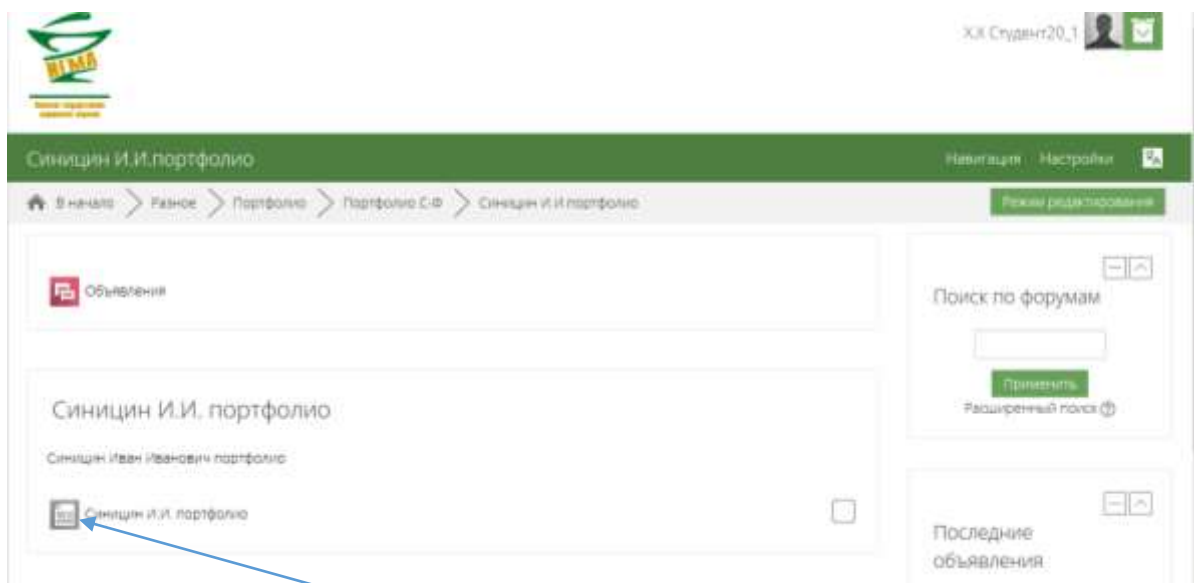 Х.Х Студент20_1
Синицин И.И.портфолио
Навигация Настройки
В начало Разное Портфолио Портфолио С-Ф Синицин И.И портфолио
Режим редактирования
Объявления
Поиск по форумам
Применить
Расширенный поиск
Синицин И.И. портфолио
Синицин Иван Иванович портфолио
Синицин И.И. портфолио
Последние
объявления